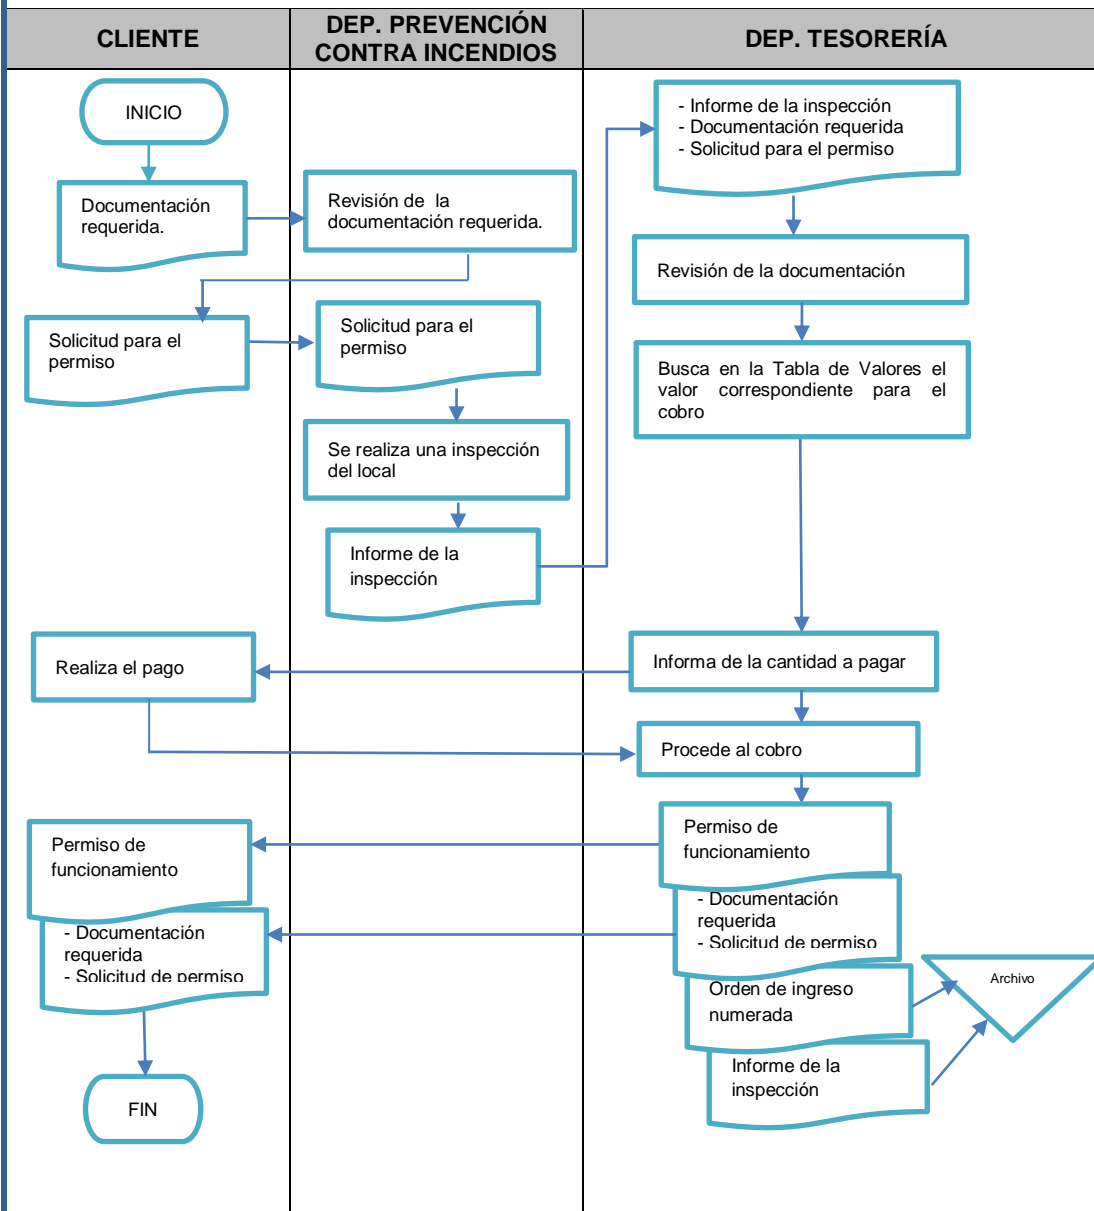 CLIENTE
DEP. PREVENCIÓN
CONTRA INCENDIOS
DEP. TESORERÍA
INICIO
Documentación
requerida.
Revisión de la
documentación requerida.
Solicitud para el
permiso
Solicitud para el
permiso
Se realiza una inspección
del local
Informe de la
inspección
- Informe de la inspección
- Documentación requerida
- Solicitud para el permiso
Revisión de la documentación
Busca en la Tabla de Valores el
valor correspondiente para el
cobro
Informa de la cantidad a pagar
Realiza el pago
Procede al cobro
Permiso de
funcionamiento
- Documentación
requerida
- Solicitud de permiso
Orden de ingreso
numerada
Informe de la
inspección
Archivo
Permiso de
funcionamiento
- Documentación
requerida
- Solicitud de permiso
FIN